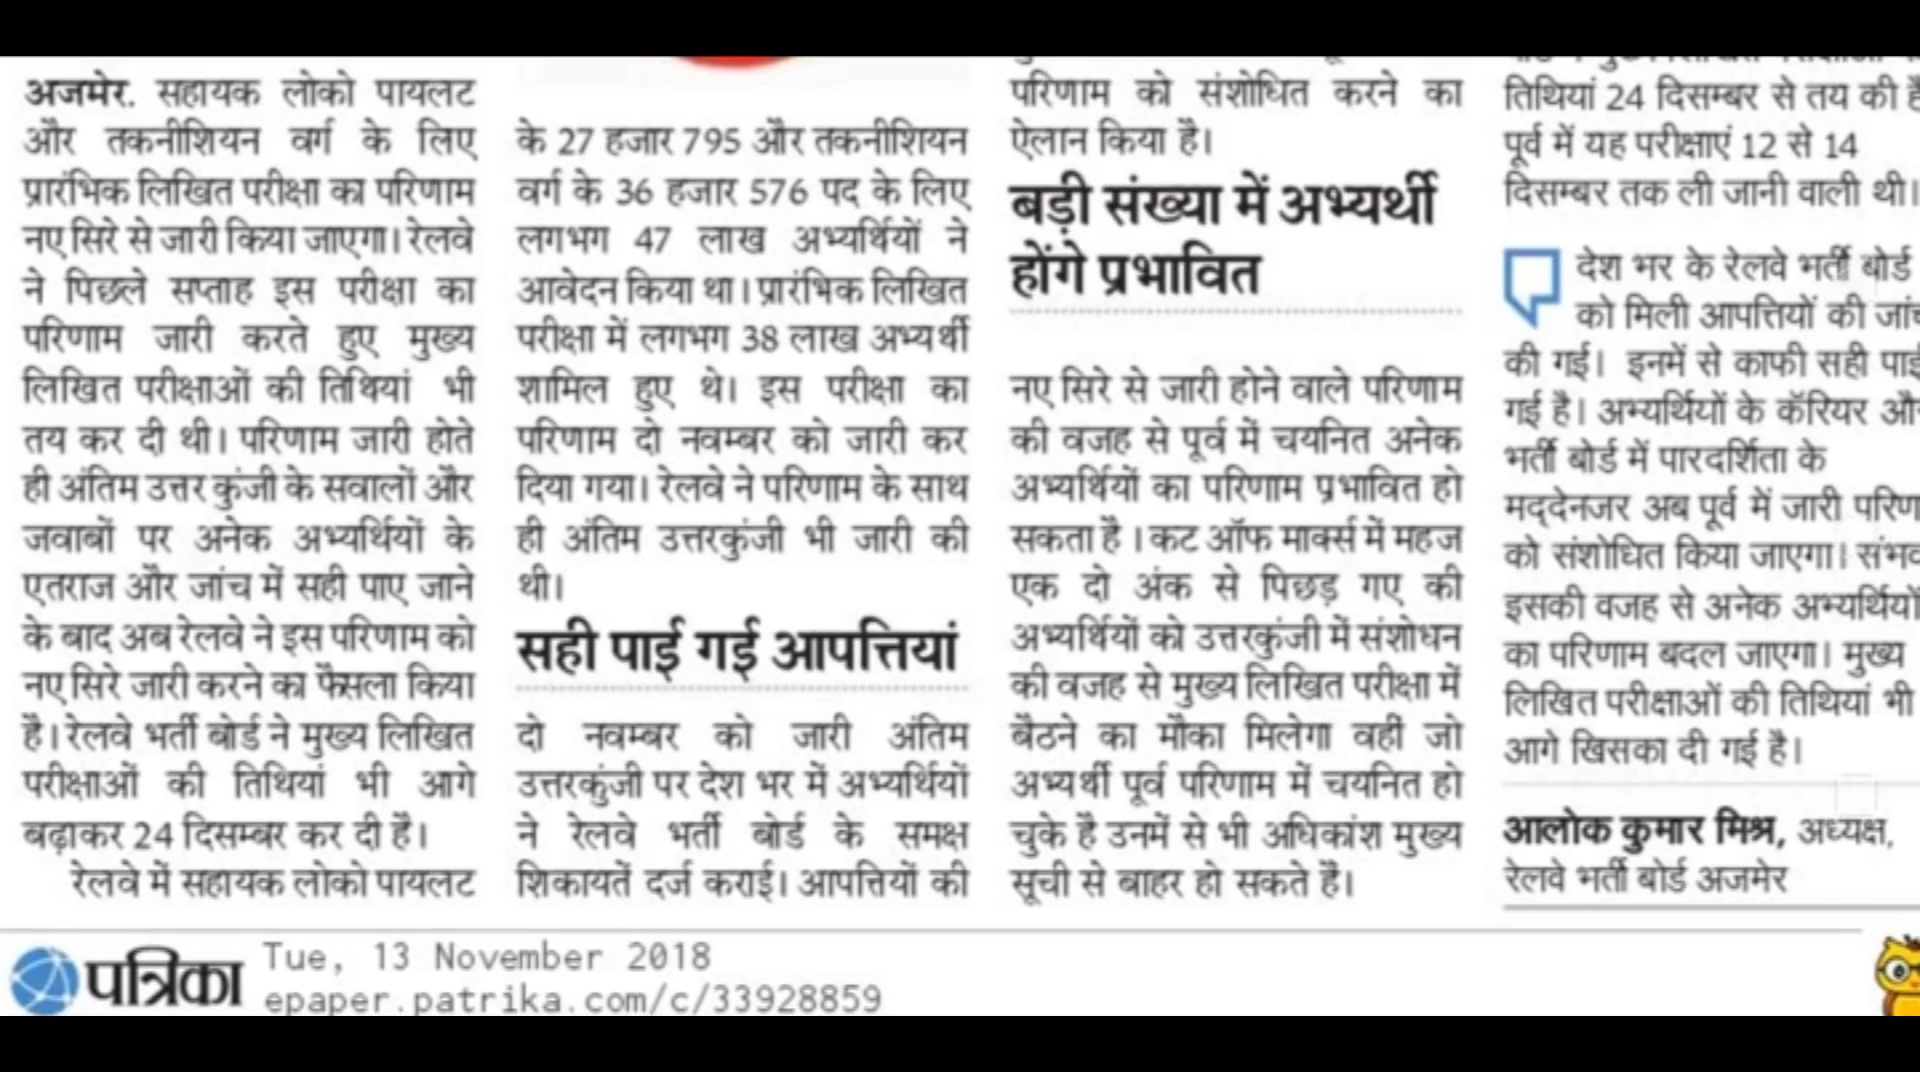 अजमेर. सहायक लोको पायलट
और तकनीशियन वर्ग के लिए
प्रारंभिक लिखित परीक्षा का परिणाम
नए सिरे से जारी किया जाएगा। रेलवे
ने पिछले सप्ताह इस परीक्षा का
परिणाम जारी करते हुए मुख्य
लिखित परीक्षाओं की तिथियां भी
तय कर दी थी। परिणाम जारी होते
ही अंतिम उत्तर कुंजी के सवालों और
जवाबों पर अनेक अभ्यर्थियों के
एतराज और जांच में सही पाए जाने
के बाद अब रेलवे ने इस परिणाम को
नए सिरे जारी करने का फैसला किया
है। रेलवे भर्ती बोर्ड ने मुख्य लिखित
परीक्षाओं की तिथियां भी आगे
बढ़ाकर 24 दिसम्बर कर दी है।
रेलवे में सहायक लोको पायलट
के 27 हजार 795 और तकनीशियन
वर्ग के 36 हजार 576 पद के लिए
लगभग 47 लाख अभ्यर्थियों ने
आवेदन किया था। प्रारंभिक लिखित
परीक्षा में लगभग 38 लाख अभ्यर्थी
शामिल हुए थे। इस परीक्षा का
परिणाम दो नवम्बर को जारी कर
दिया गया। रेलवे ने परिणाम के साथ
ही अंतिम उत्तरकुंजी भी जारी की
थी।
सही पाई गई आपत्तियां
दो नवम्बर को जारी अंतिम
उत्तरकुंजी पर देश भर में अभ्यर्थियों
ने रेलवे भर्ती बोर्ड के समक्ष
शिकायतें दर्ज कराई। आपत्तियों की
परिणाम को संशोधित करने का
ऐलान किया है।
बड़ी संख्या में अभ्यर्थी
होंगे प्रभावित
नए सिरे से जारी होने वाले परिणाम
की वजह से पूर्व में चयनित अनेक
अभ्यर्थियों का परिणाम प्रभावित हो
सकता है । कट ऑफ मार्क्स में महज
एक दो अंक से पिछड़ गए की
अभ्यर्थियों को उत्तरकुंजी में संशोधन
की वजह से मुख्य लिखित परीक्षा में
बैठने का मौका मिलेगा वहीं जो
अभ्यर्थी पूर्व परिणाम में चयनित हो
चुके है उनमें से भी अधिकांश मुख्य
सूची से बाहर हो सकते है।
तिथियां 24 दिसम्बर से तय की
पूर्व में यह परीक्षाएं 12 से 14
दिसम्बर तक ली जानी वाली थी।
देश भर के रेलवे भर्ती बोर्ड
को मिली आपत्तियों की
की गई। इनमें से काफी सही
गई है। अभ्यर्थियों के कॅरियर
भर्ती बोर्ड में पारदर्शिता के
मद्देनजर अब पूर्व में जारी
को संशोधित किया जाएगा।
इसकी वजह से अनेक अभ्यर्थियों
का परिणाम बदल जाएगा। मुख्य
लिखित परीक्षाओं की तिथियां भी
आगे खिसका दी गई है।
आलोक कुमार मिश्र, अध्यक्ष,
रेलवे भर्ती बोर्ड अजमेर
पत्रिका Tue, 13 November 2018
epaper.patrika.com/c/33928859